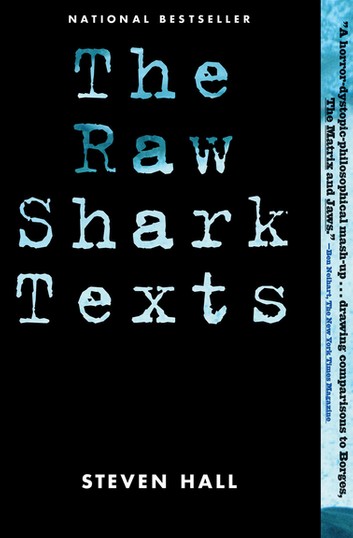 NATIONAL BESTSELLER
The
Raw
Shark
Texts
STEVEN HALL
"A horror-dystopic-philosophical mash-up . . . drawing comparisons to Borges,
The Matrix and Jaws." —Ben Neihart, The New York Times Magazine